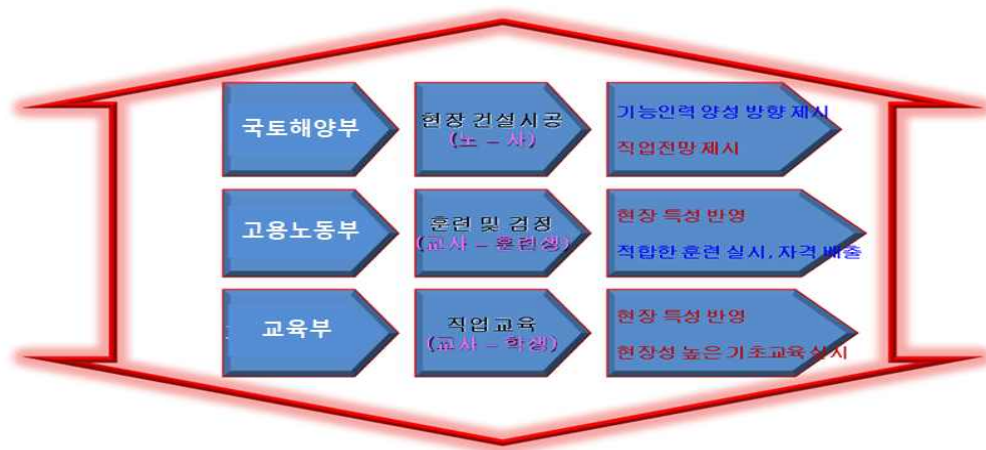 국토해양부
현장 건설시공
(노 – 사)
기능인력 양성 방향 제시
직업전망 제시
고용노동부
훈련 및 검정
(교사 – 훈련생)
현장 특성 반영
적합한 훈련 실시, 자격 배출
교육부
직업교육
(교사 – 학생)
현장 특성 반영
현장성 높은 기초교육 실시